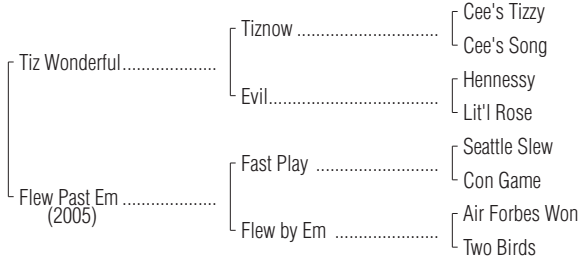 Cee's Tizzy
Tiznow ........................................
Cee's Song
Tiz Wonderful....................
Hennessy
Evil................................................
Lit'l Rose
Seattle Slew
Fast Play ....................................
Con Game
Flew Past Em ....................
(2005)
Air Forbes Won
Flew by Em ..............................
Two Birds